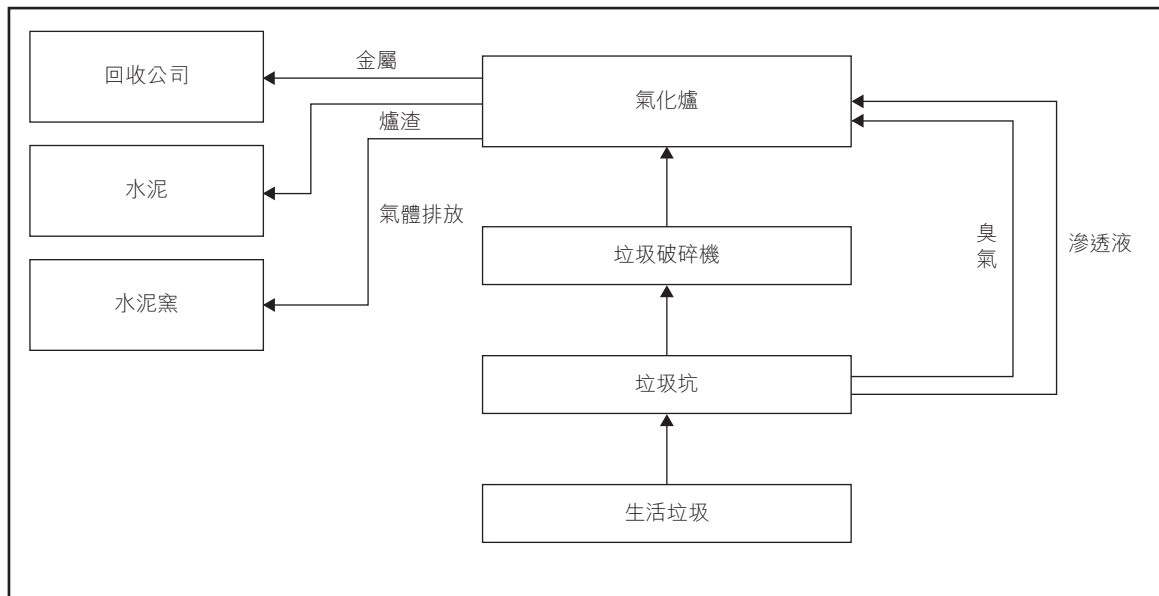 回收公司
金屬
氣化爐
爐渣
水泥
氣體排放
垃圾破碎機
臭
氣
滲透液
水泥窯
垃圾坑
生活垃圾